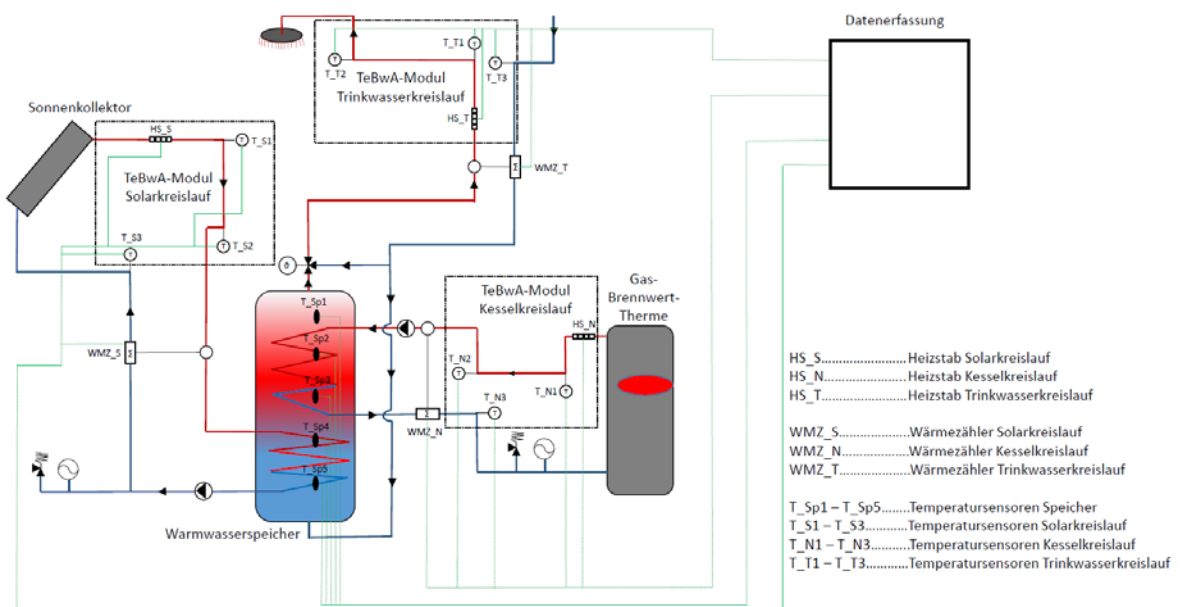 Datenerfassung
T_T1
T_T2
T_T3
TeBwA-Modul
Trinkwasserkreislauf
HS_T
WMZ_T
Sonnenkollektor
HS_S
T_S1
TeBwA-Modul
Solarkreislauf
T_S3
T_S2
WMZ_S
T_Sp1
T_Sp2
T_Sp3
T_Sp4
T_Sp5
Warmwasserspeicher
TeBwA-Modul
Kesselkreislauf
HS_N
T_N2
T_N1
T_N3
WMZ_N
Gas-
Brennwert-
Therme
HS_S.......................Heizstab Solarkreislauf
HS_N......................Heizstab Kesselkreislauf
HS_T.......................Heizstab Trinkwasserkreislauf
WMZ_S..................Wärmezähler Solarkreislauf
WMZ_N.................Wärmezähler Kesselkreislauf
WMZ_T..................Wärmezähler Trinkwasserkreislauf
T_Sp1 – T_Sp5........Temperatursensoren Speicher
T_S1 – T_S3............Temperatursensoren Solarkreislauf
T_N1 – T_N3..........Temperatursensoren Kesselkreislauf
T_T1 – T_T3............Temperatursensoren Trinkwasserkreislauf